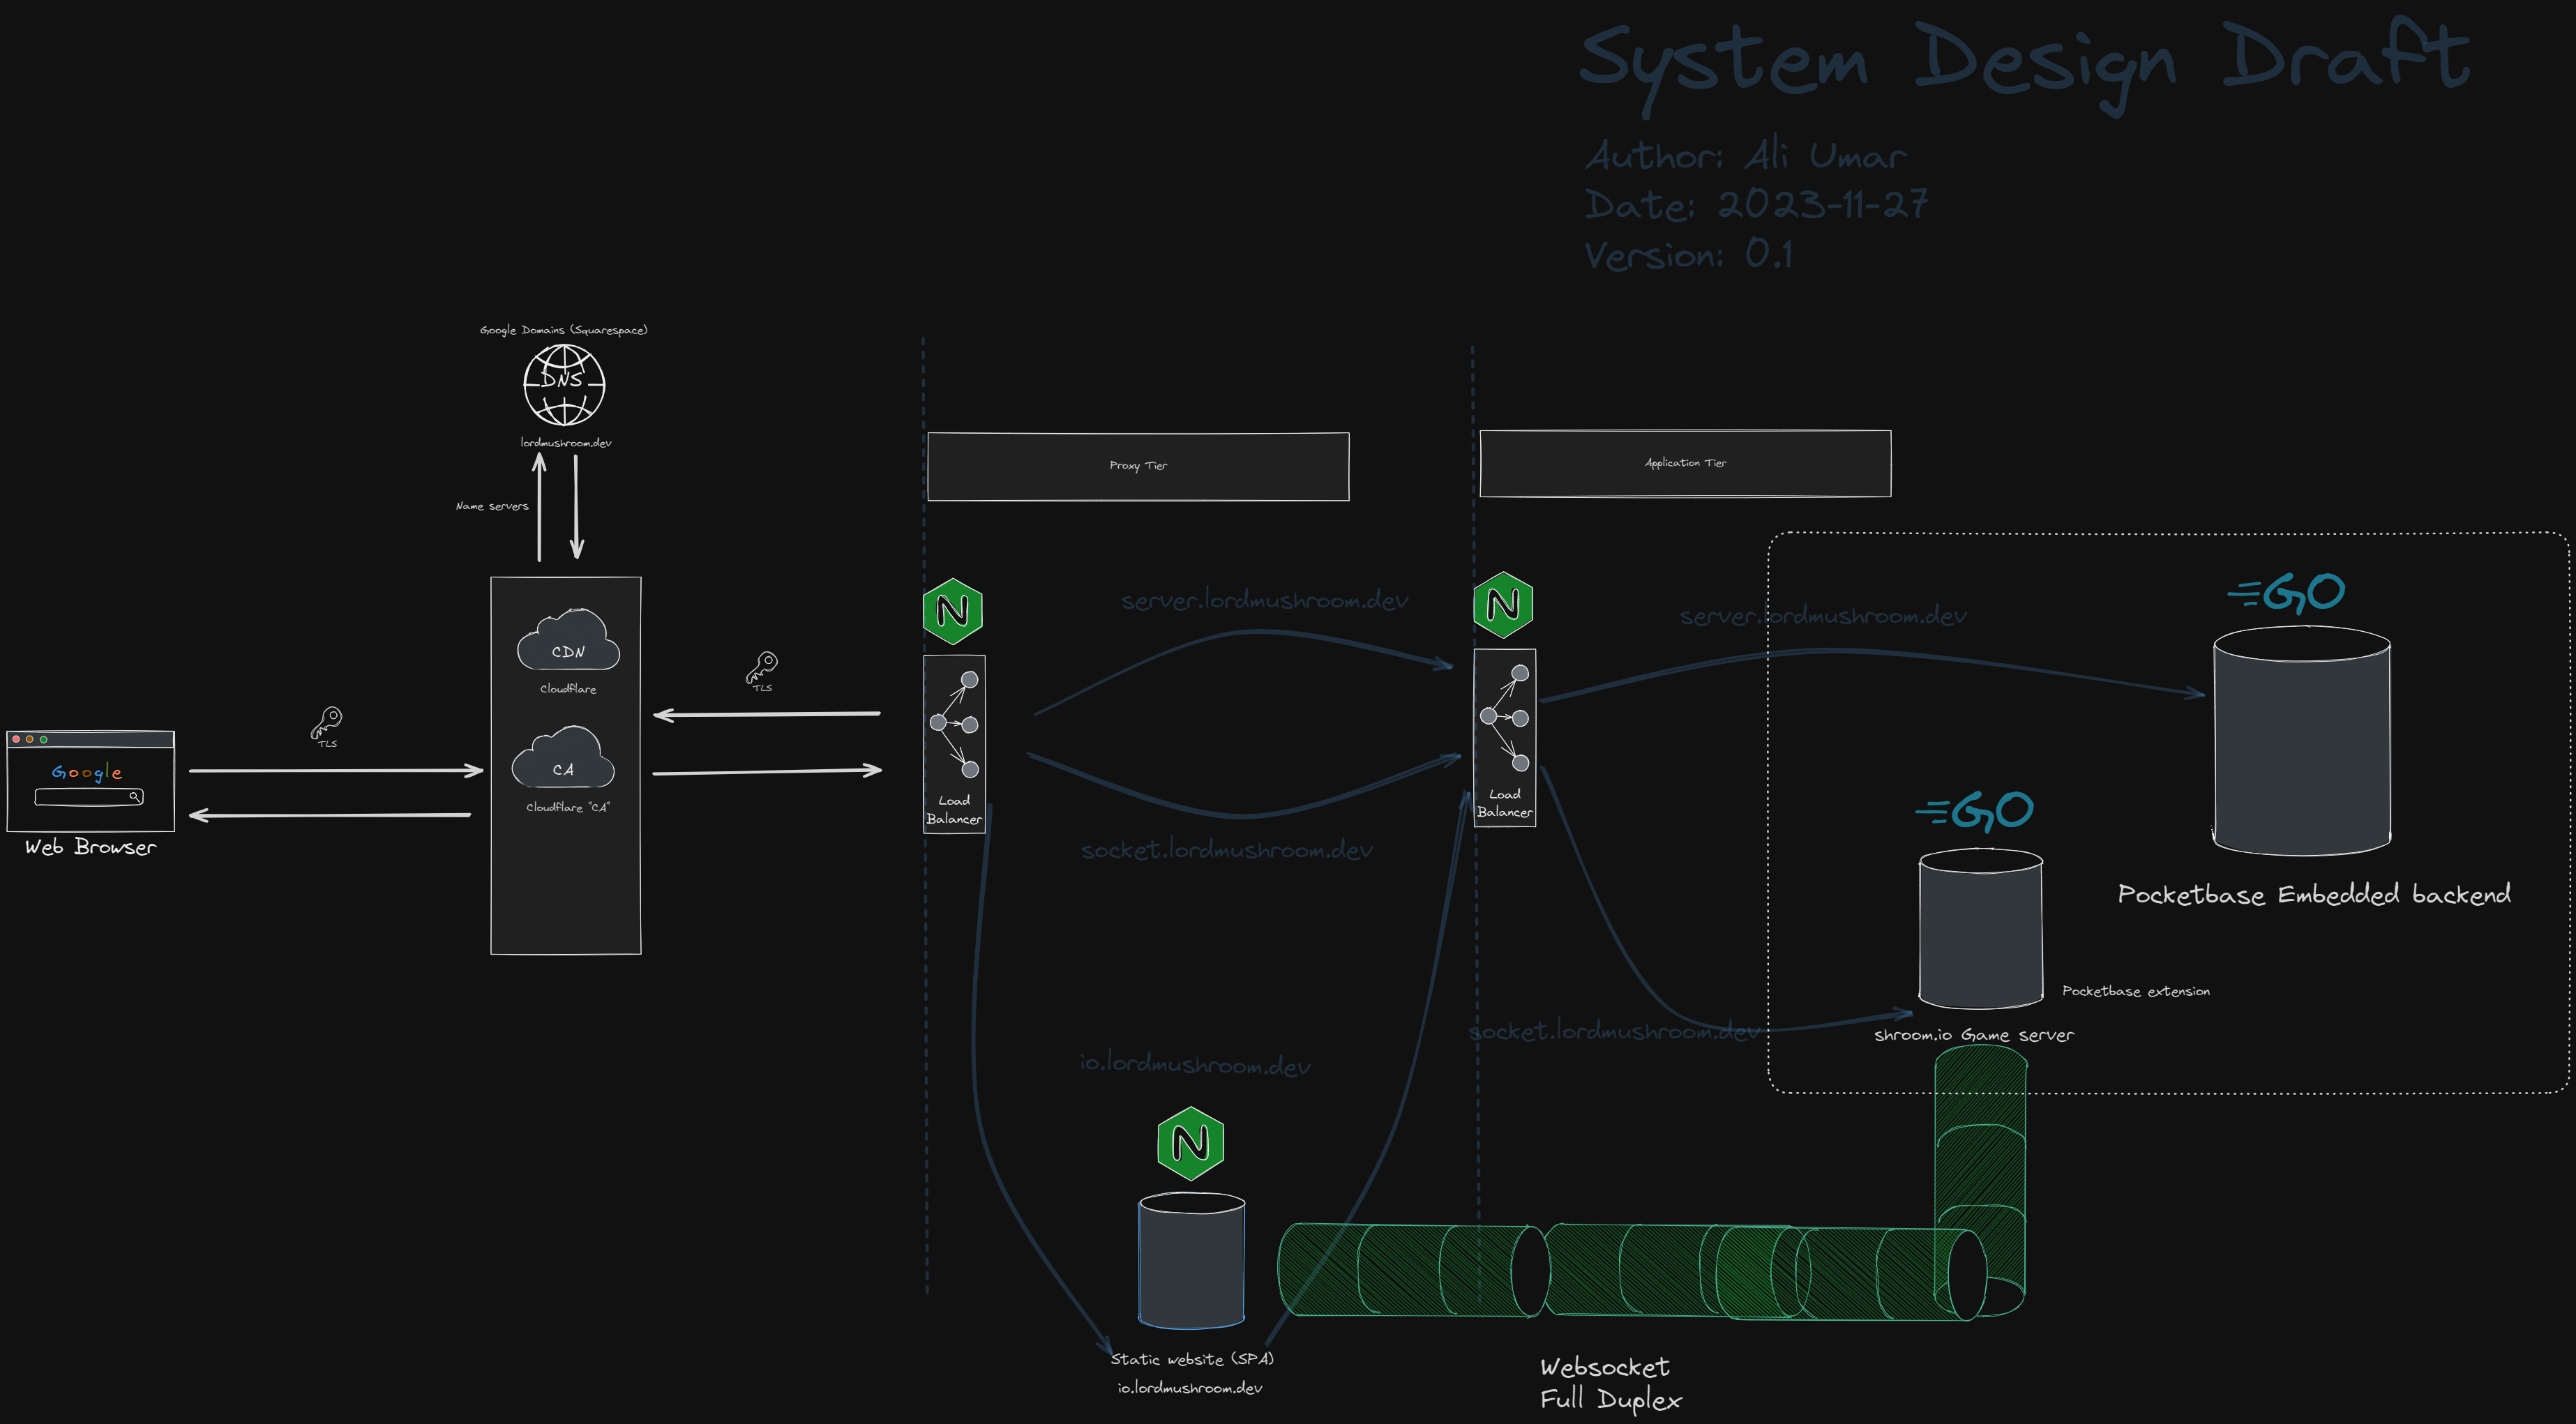 System Design Draft
Author: Ali Umar
Date: 2023-11-27
Version: 0.1
Google Domains (Squarespace)
DNS
lordmushroom.dev
Name servers
CDN
Cloudflare
CA
Cloudflare "CA"
TLS
TLS
Google
Web Browser
Proxy Tier
Application Tier
N
Load
Balancer
server.lordmushroom.dev
socket.lordmushroom.dev
io.lordmushroom.dev
N
Load
Balancer
server.lordmushroom.dev
socket.lordmushroom.dev
GO
Pocketbase Embedded backend
GO
Pocketbase extension
shroom.io Game server
N
Static website (SPA)
io.lordmushroom.dev
Websocket
Full Duplex